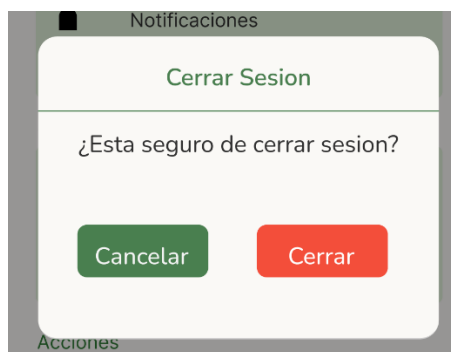 Notificaciones
Cerrar Sesion
¿Esta seguro de cerrar sesion?
Cancelar
Cerrar
Acciones